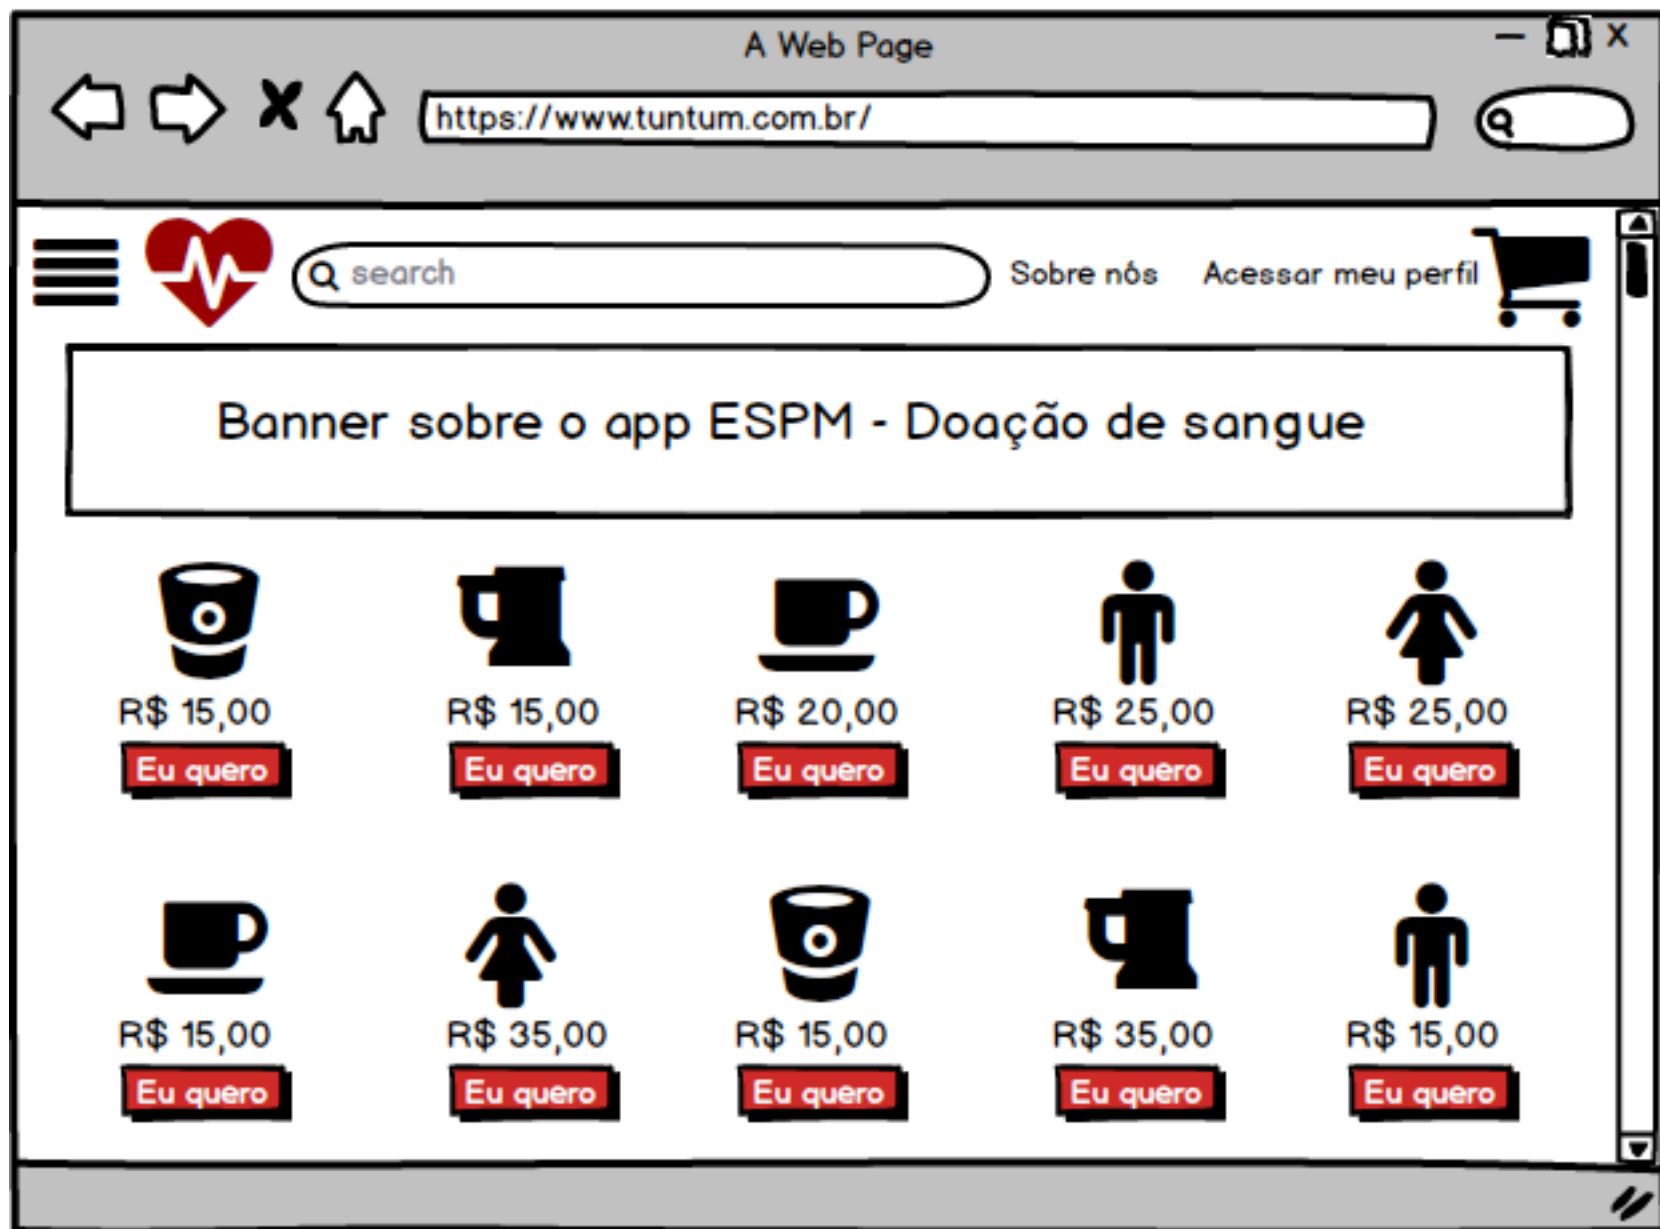 A Web Page
https://www.tuntum.com.br/
search
Sobre nós
Acessar meu perfil
Banner sobre o app ESPM - Doação de sangue
R$ 15,00
R$ 15,00
R$ 20,00
R$ 25,00
R$ 25,00
Eu quero
Eu quero
Eu quero
Eu quero
Eu quero
R$ 15,00
R$ 35,00
R$ 15,00
R$ 35,00
R$ 15,00
Eu quero
Eu quero
Eu quero
Eu quero
Eu quero